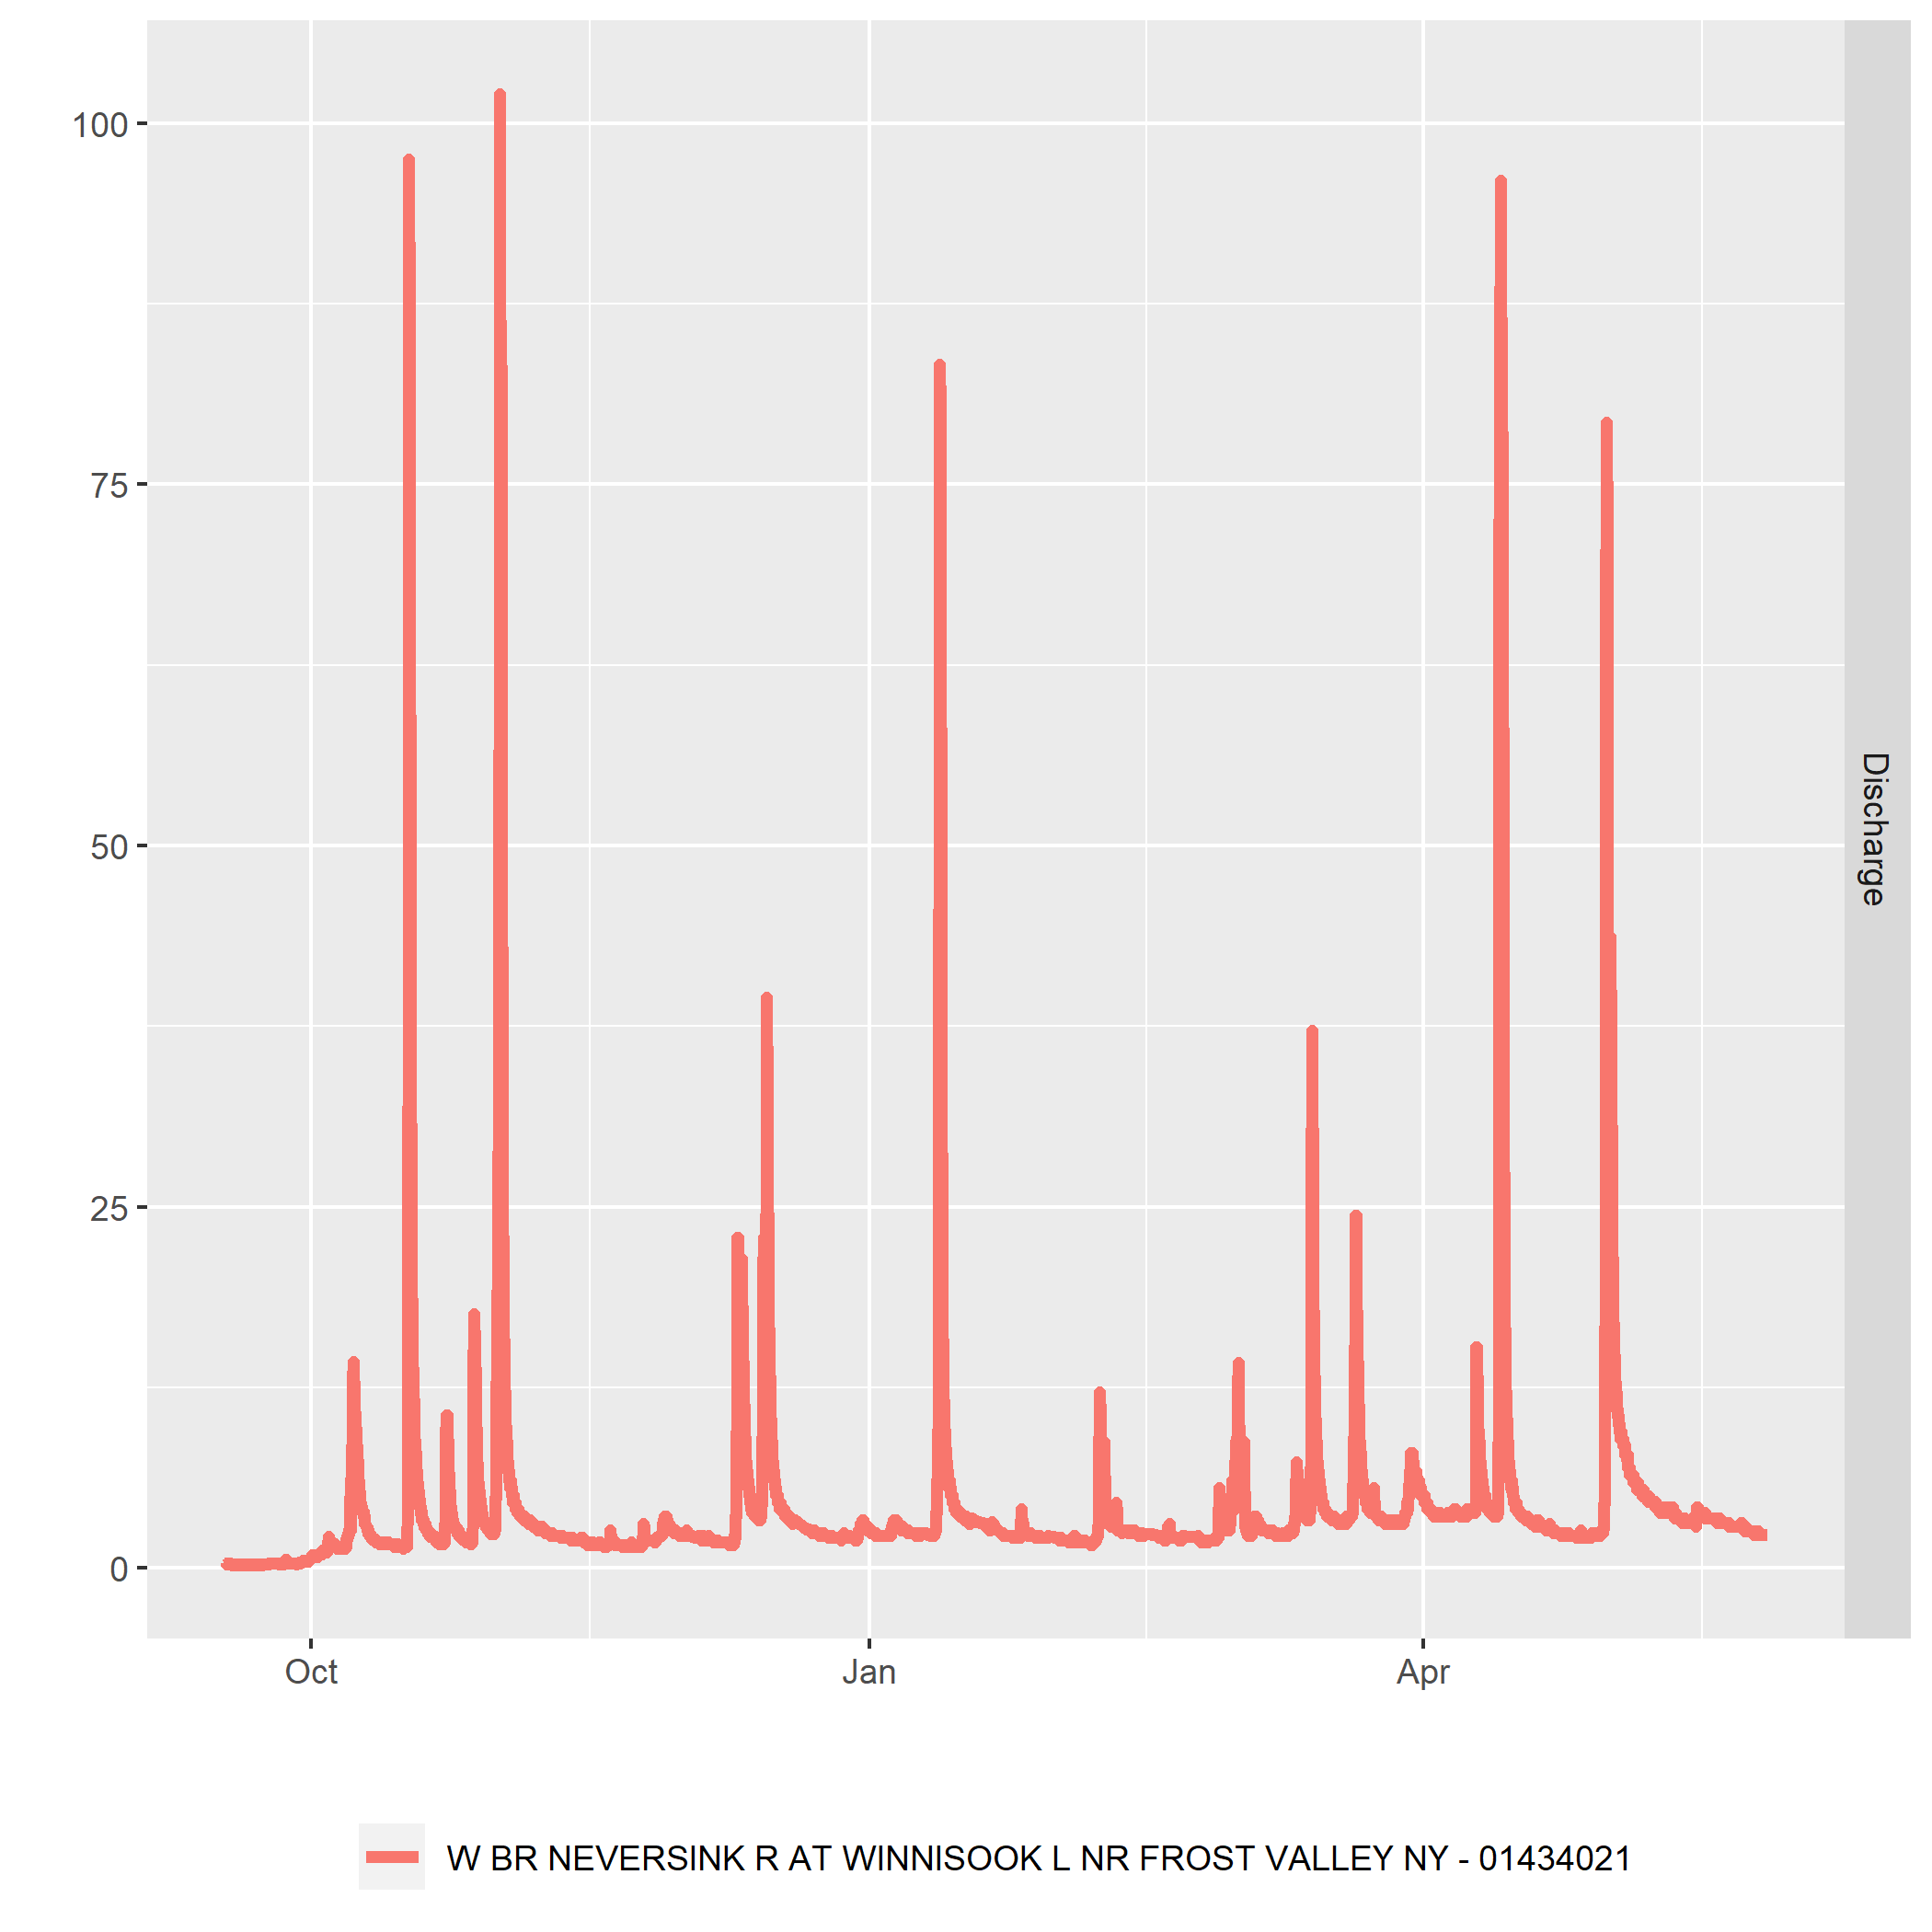 100
75
50
25
0
Discharge
Oct
Jan
Apr
W BR NEVERSINK R AT WINNISOOK L NR FROST VALLEY NY - 01434021